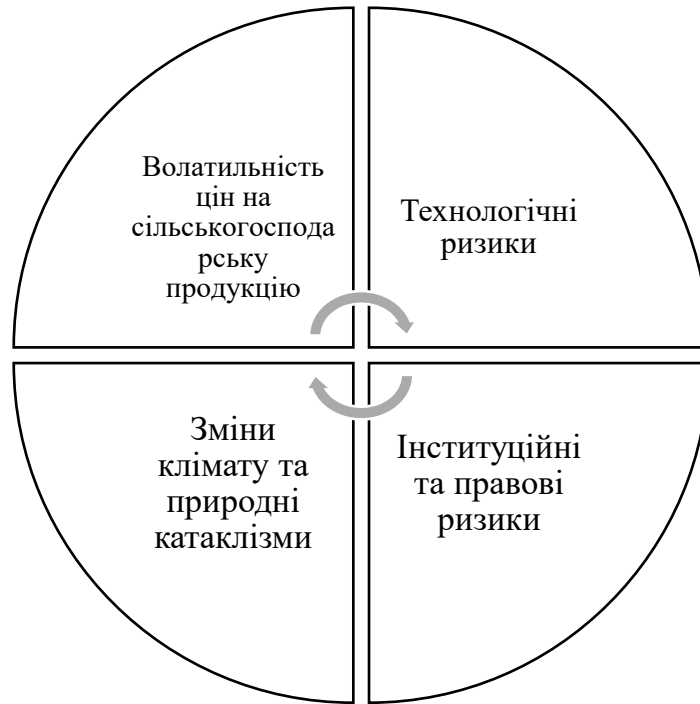 Волатильність
цін на
сільськогоспода
рську
продукцію
Технологічні
ризики
Зміни
клімату та
природні
катаклізми
Інституційні
та правові
ризики